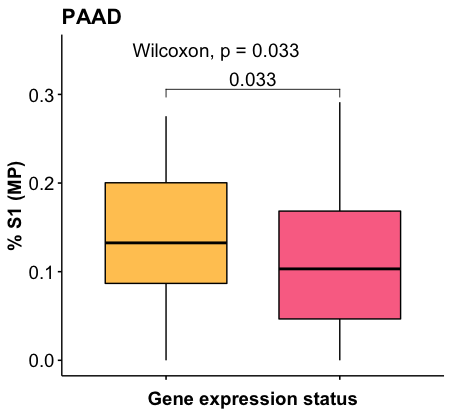 PAAD
Wilcoxon, p = 0.033
0.033
% S1 (MP)
0.3
0.2
0.1
0.0
Gene expression status